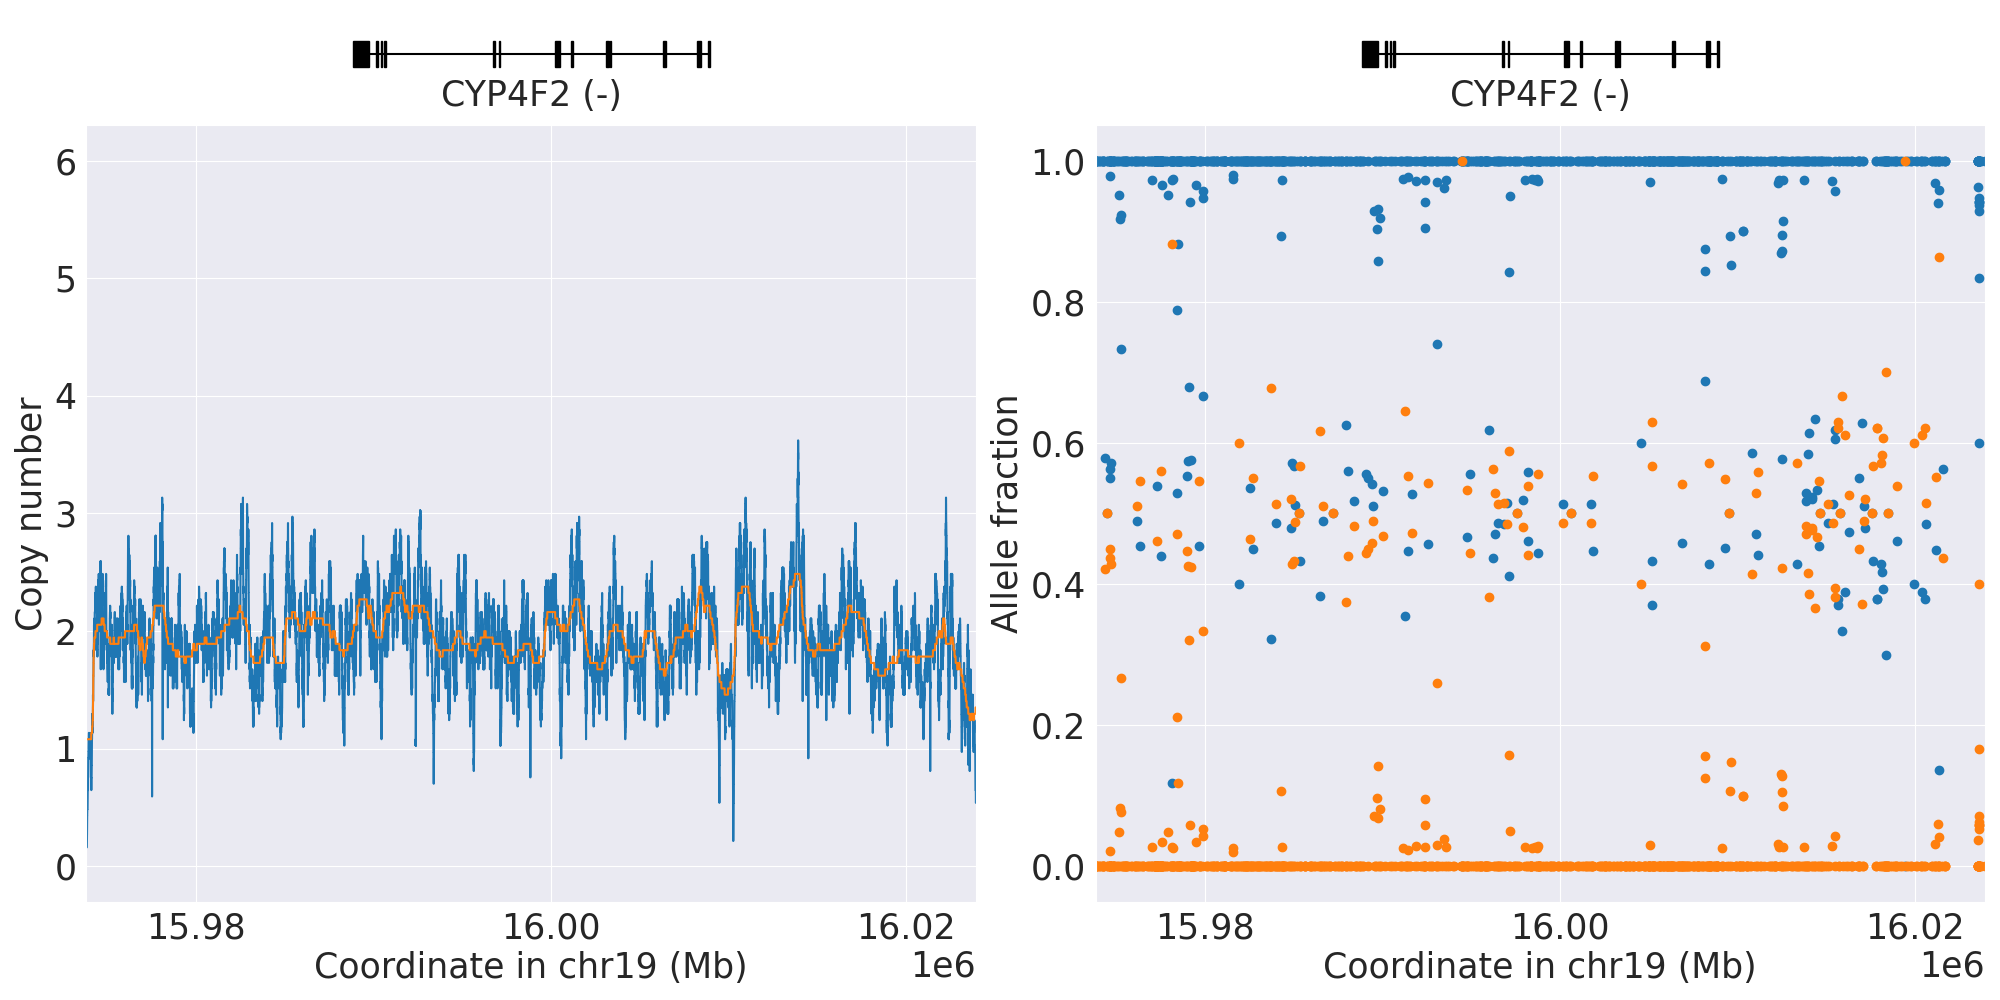 CYP4F2 (-)
6
5
4
3
2
1
0
Copy number
15.98
16.00
16.02
Coordinate in chr19 (Mb)
1e6
CYP4F2 (-)
1.0
0.8
0.6
0.4
0.2
0.0
Allele fraction
15.98
16.00
16.02
Coordinate in chr19 (Mb)
1e6